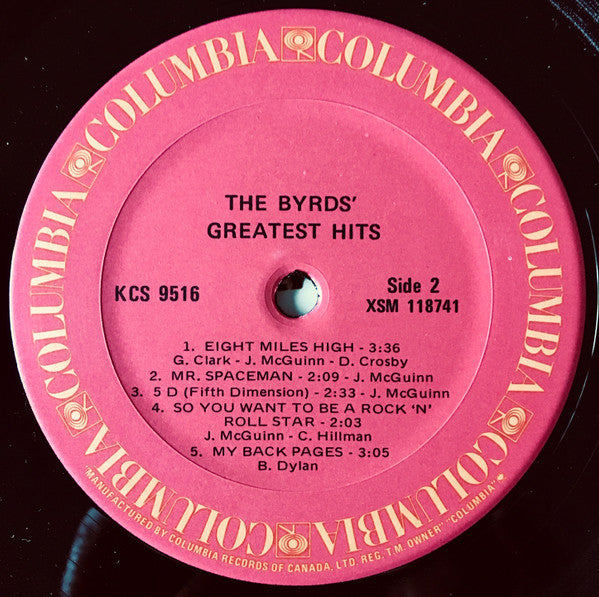 COLUMBIA COLUMBIA COLUMBIA COLUMBIA COLUMBIA COLUMBIA
THE BYRDS'
GREATEST HITS
KCS 9516
Side 2
XSM 118741
1. EIGHT MILES HIGH - 3:36
G. Clark - J. McGuinn - D. Crosby
2. MR. SPACEMAN - 2:09 - J. McGuinn
3. 5 D (Fifth Dimension) - 2:33 - J. McGuinn
4. SO YOU WANT TO BE A ROCK 'N'
ROLL STAR - 2:03
J. McGuinn - C. Hillman
5. MY BACK PAGES - 3:05
B. Dylan
"MANUFACTURED BY COLUMBIA RECORDS OF CANADA, LTD. REG. T.M. OWNER" "COLUMBIA"